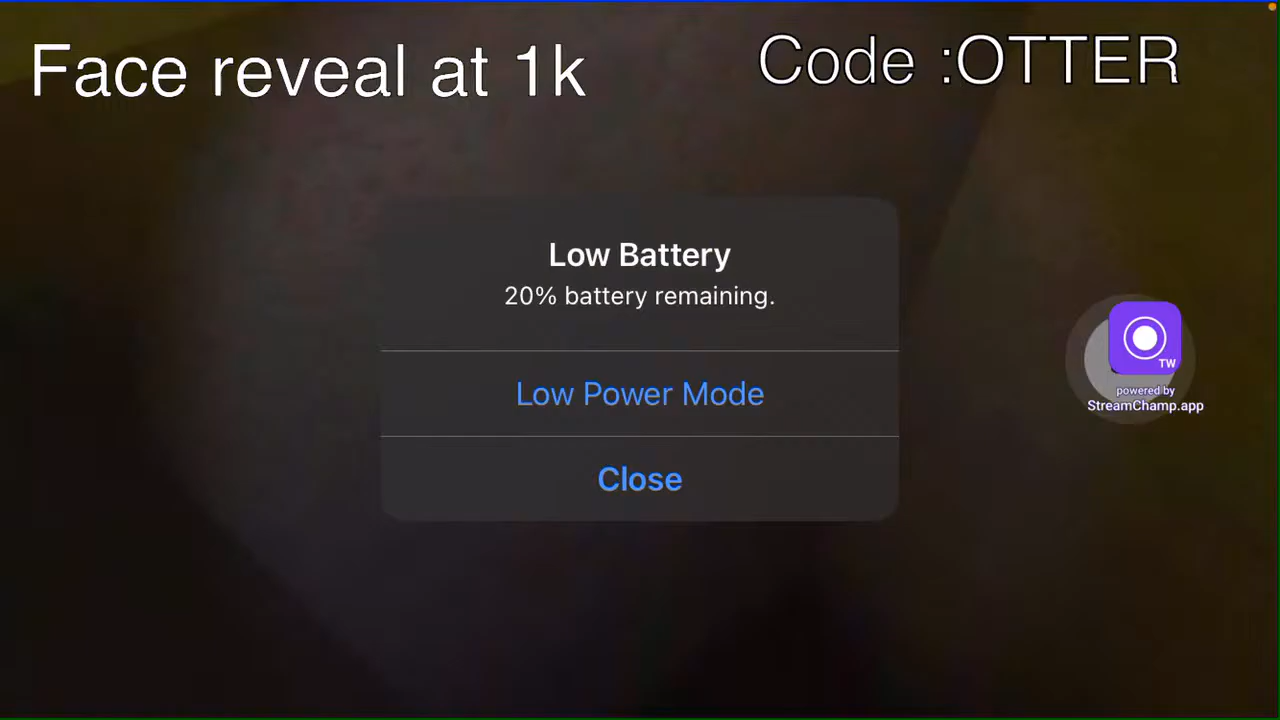 Face reveal at 1k
Code :OTTER
Low Battery
20% battery remaining.
Low Power Mode
Close
TW
powered by
StreamChamp.app